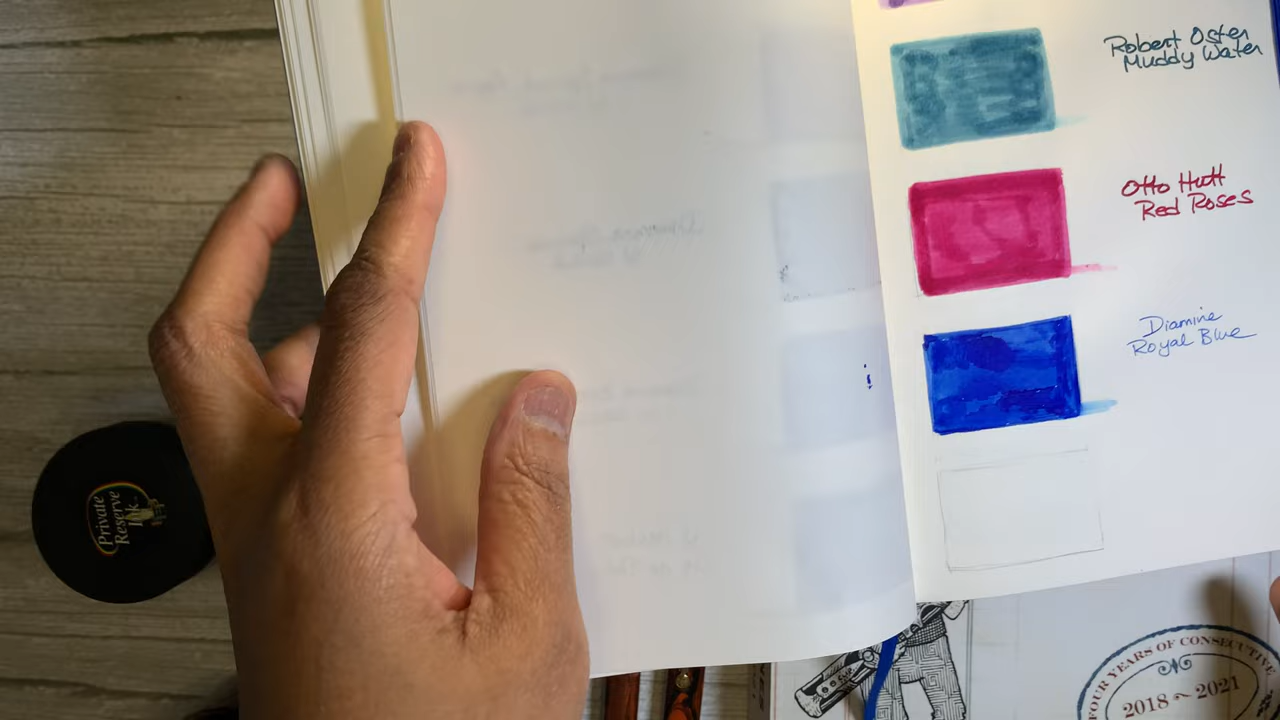 Robert Oster
Muddy Water
Otto Hutt
Red Roses
Diamine
Royal Blue
Private
Reserve
Ink
FOUR YEARS OF CONSECUTIVE
2018 ~ 2021